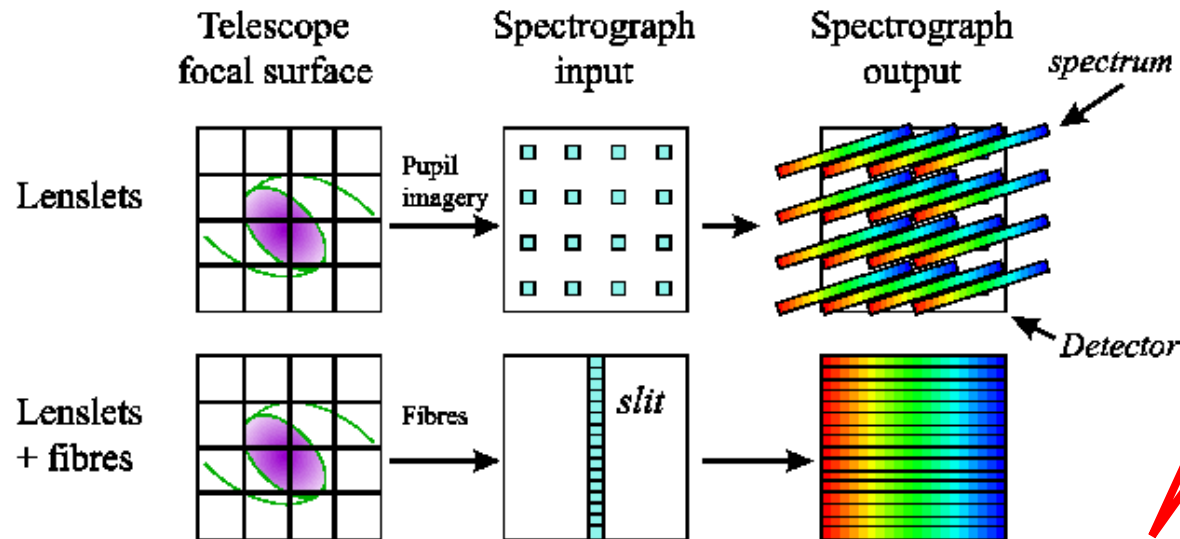 Telescope
focal surface
Spectrograph
input
Spectrograph
output
spectrum
Lenslets
Pupil
imagery
Detector
Lenslets
+ fibres
Fibres
slit